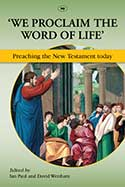 'WE PROCLAIM THE
WORD OF LIFE'
Preaching the New Testament today
Edited by
Ian Paul and David Wenham